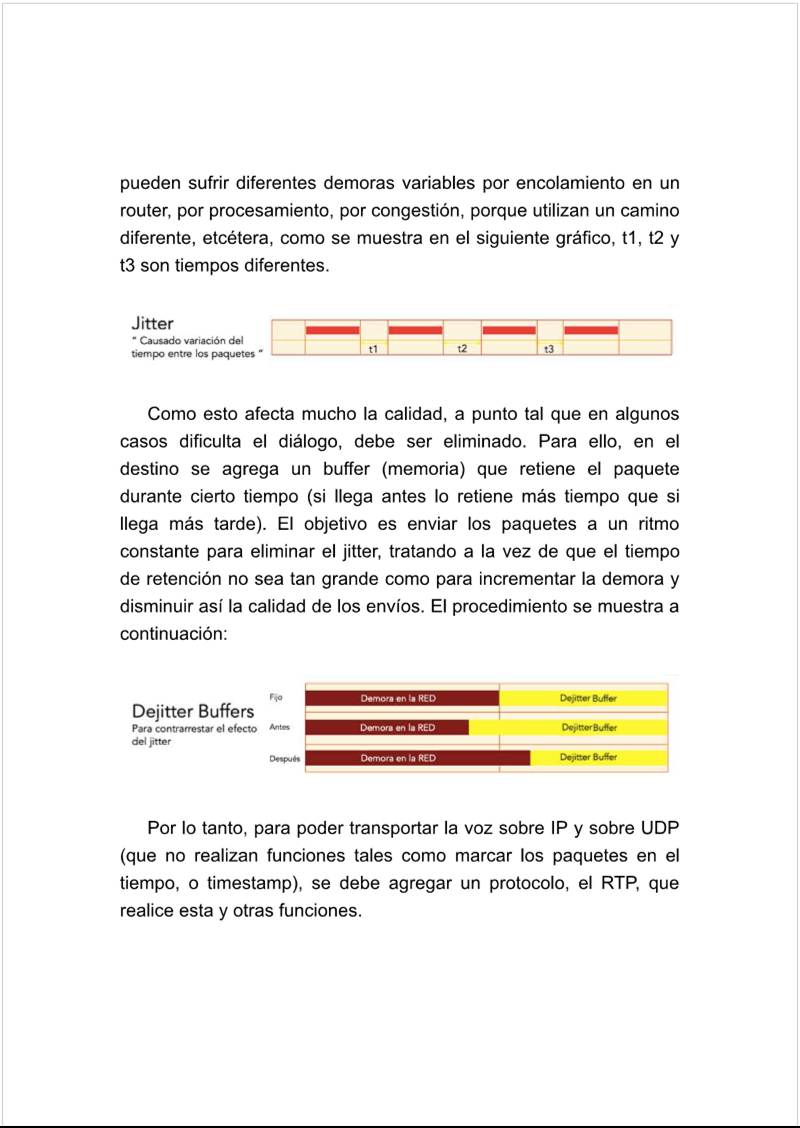 pueden sufrir diferentes demoras variables por encolamiento en un
router, por procesamiento, por congestión, porque utilizan un camino
diferente, etcétera, como se muestra en el siguiente gráfico, t1, t2 y
t3 son tiempos diferentes.
Jitter
“ Causado variación del
tiempo entre los paquetes ”
t1 t2 t3
Como esto afecta mucho la calidad, a punto tal que en algunos
casos dificulta el diálogo, debe ser eliminado. Para ello, en el
destino se agrega un buffer (memoria) que retiene el paquete
durante cierto tiempo (si llega antes lo retiene más tiempo que si
llega más tarde). El objetivo es enviar los paquetes a un ritmo
constante para eliminar el jitter, tratando a la vez de que el tiempo
de retención no sea tan grande como para incrementar la demora y
disminuir así la calidad de los envíos. El procedimiento se muestra a
continuación:
Dejitter Buffers
Para contrarrestar el efecto
del jitter
Fijo Demora en la RED Dejitter Buffer
Antes Demora en la RED Dejitter Buffer
Después Demora en la RED Dejitter Buffer
Por lo tanto, para poder transportar la voz sobre IP y sobre UDP
(que no realizan funciones tales como marcar los paquetes en el
tiempo, o timestamp), se debe agregar un protocolo, el RTP, que
realice esta y otras funciones.